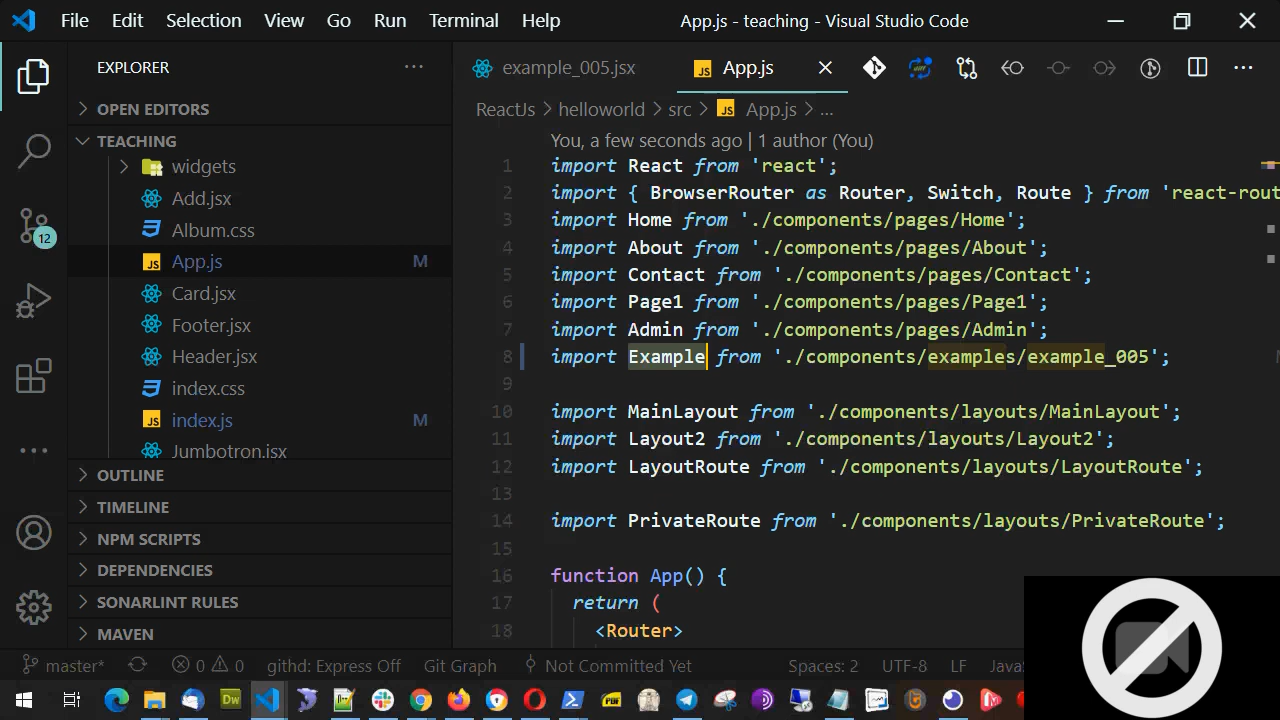 File Edit Selection View Go Run Terminal Help App.js - teaching - Visual Studio Code
EXPLORER
OPEN EDITORS
TEACHING
widgets
Add.jsx
Album.css
App.js M
Card.jsx
Footer.jsx
Header.jsx
index.css
index.js M
Jumbotron.jsx
OUTLINE
TIMELINE
NPM SCRIPTS
DEPENDENCIES
SONARLINT RULES
MAVEN
12
example_005.jsx JS App.js
ReactJs > helloworld > src > JS App.js > ...
You, a few seconds ago | 1 author (You)
1 import React from 'react';
2 import { BrowserRouter as Router, Switch, Route } from 'react-rout
3 import Home from './components/pages/Home';
4 import About from './components/pages/About';
5 import Contact from './components/pages/Contact';
6 import Page1 from './components/pages/Page1';
7 import Admin from './components/pages/Admin';
8 import Example from './components/examples/example_005';
9
10 import MainLayout from './components/layouts/MainLayout';
11 import Layout2 from './components/layouts/Layout2';
12 import LayoutRoute from './components/layouts/LayoutRoute';
13
14 import PrivateRoute from './components/layouts/PrivateRoute';
15
16 function App() {
17 return (
18 <Router>
master* 0 0 githd: Express Off Git Graph Not Committed Yet Spaces: 2 UTF-8 LF Java
Dw